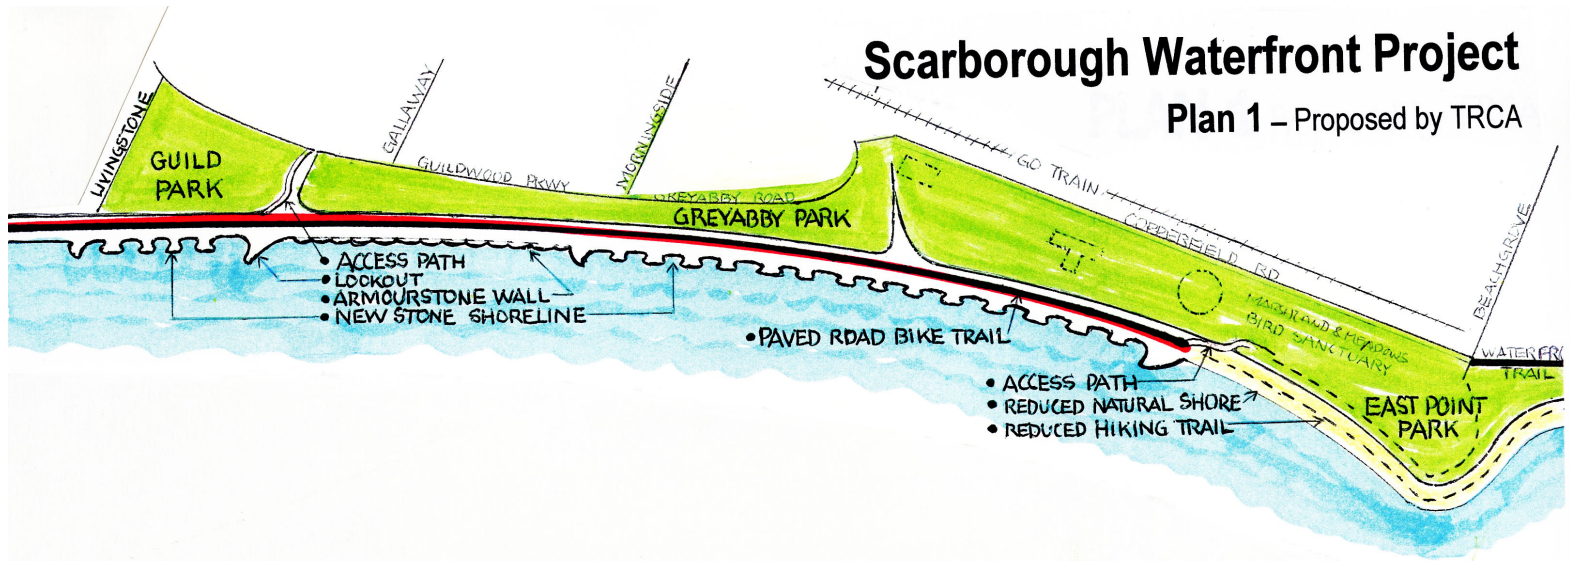 Scarborough Waterfront Project
Plan 1 – Proposed by TRCA
LIVINGSTONE
GUILD
PARK
GALLAWAY
GUILDWOOD PKWY
MORNINGSIDE
GREYABBY ROAD
GREYABBY PARK
GO TRAIN
COPPERFIELD RD
BEACHGROVE
MARSHLAND & MEADOWS
BIRD SANCTUARY
WATERFRO
TRAIL
EAST POINT
PARK
• ACCESS PATH
• LOOKOUT
• ARMOURSTONE WALL
• NEW STONE SHORELINE
• PAVED ROAD BIKE TRAIL
• ACCESS PATH
• REDUCED NATURAL SHORE
• REDUCED HIKING TRAIL